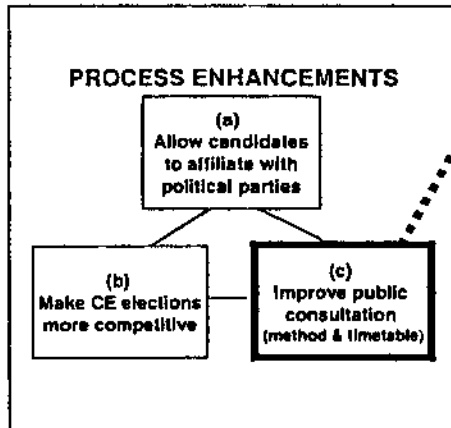 PROCESS ENHANCEMENTS
(a)
Allow candidates
to affiliate with
political parties
(b)
Make CE elections
more competitive
(c)
Improve public
consultation
(method & timetable)